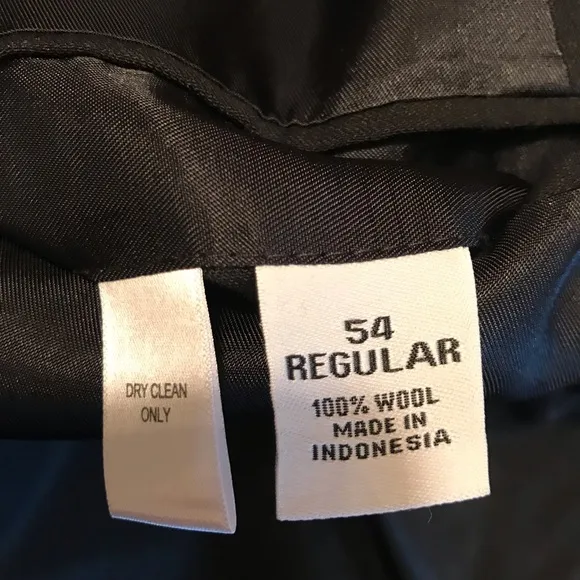 DRY CLEAN
ONLY
54
REGULAR
100% WOOL
MADE IN
INDONESIA